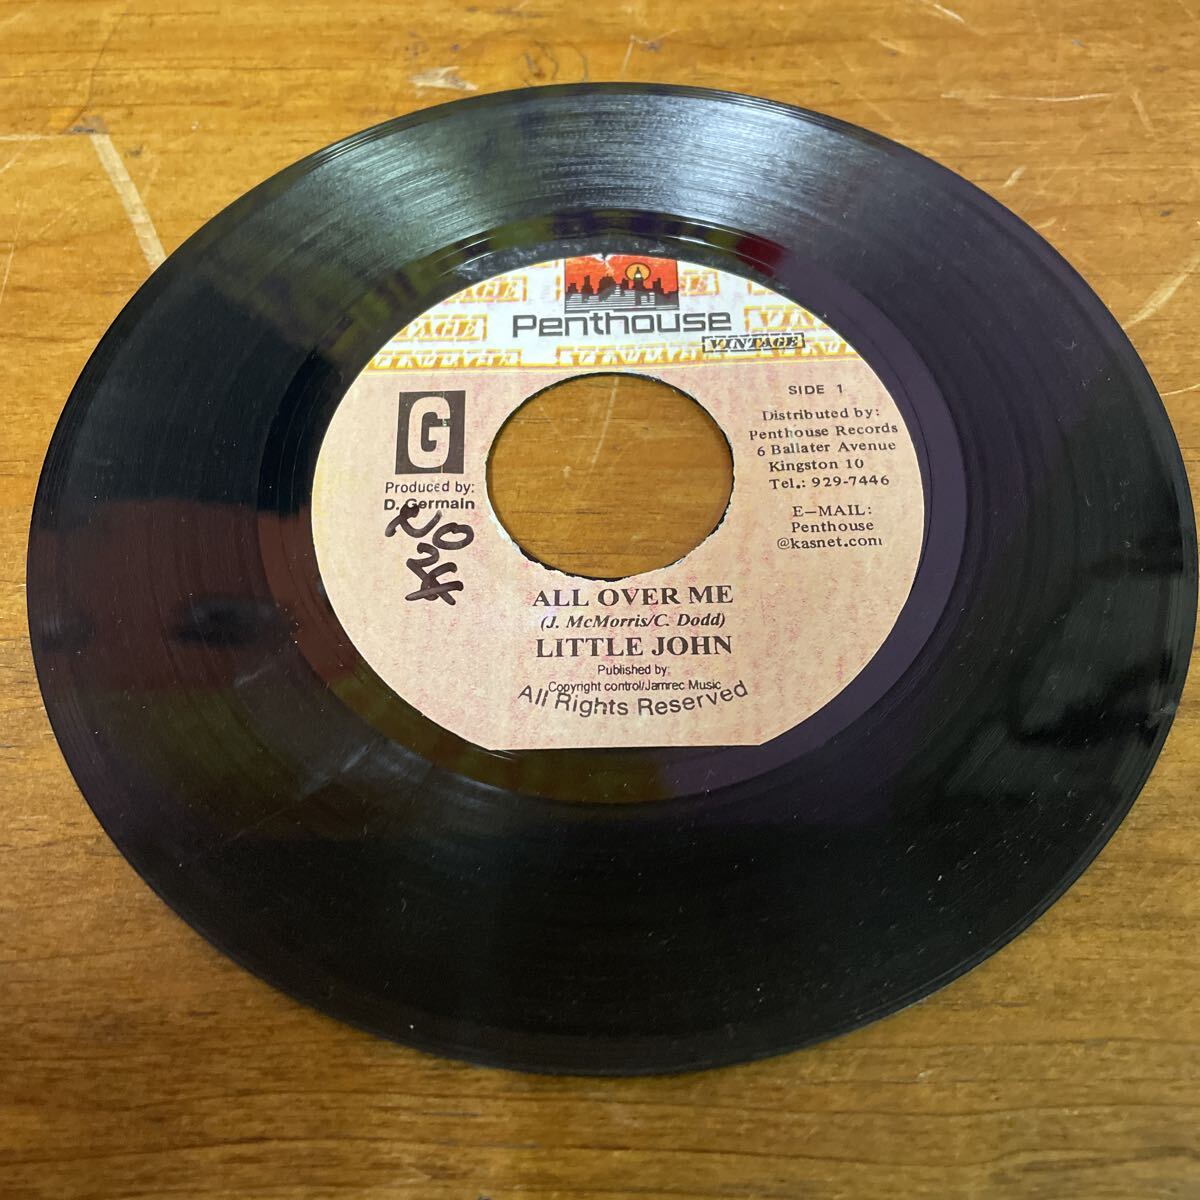 VINTAGE
VINTAGE
Penthouse
VINTAGE
G
Produced by:
D. Germain
SIDE 1
Distributed by:
Penthouse Records
6 Ballater Avenue
Kingston 10
Tel.: 929-7446
E-MAIL:
Penthouse
@kasnet.com
ALL OVER ME
(J. McMorris/C. Dodd)
LITTLE JOHN
Published by:
Copyright control/Jamrec Music
All Rights Reserved